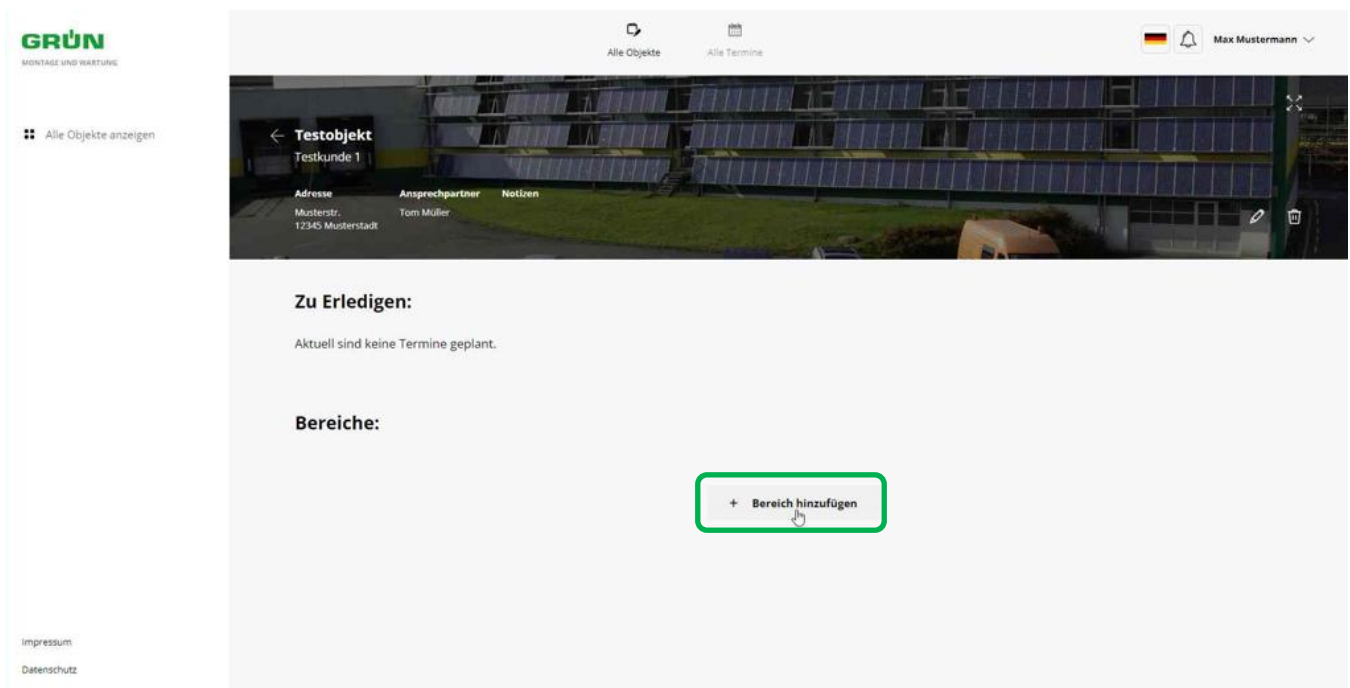 GRÜN
MONTAGE UND WARTUNG
Alle Objekte
Alle Termine
Max Mustermann
Alle Objekte anzeigen
Testobjekt
Testkunde 1
Adresse
Ansprechpartner
Notizen
Musterstr.
12345 Musterstadt
Tom Müller
Zu Erledigen:
Aktuell sind keine Termine geplant.
Bereiche:
+ Bereich hinzufügen
Impressum
Datenschutz